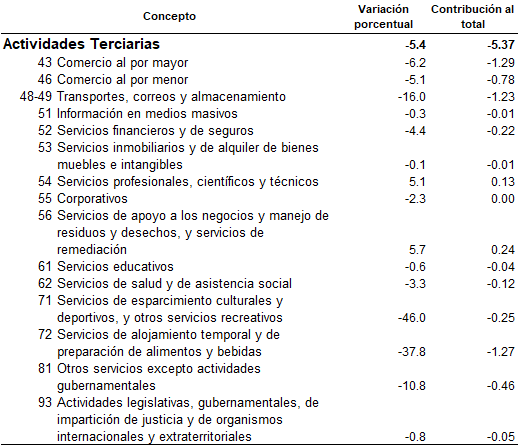 Concepto Variación porcentual Contribución al total
Actividades Terciarias -5.4 -5.37
43 Comercio al por mayor -6.2 -1.29
46 Comercio al por menor -5.1 -0.78
48-49 Transportes, correos y almacenamiento -16.0 -1.23
51 Información en medios masivos -0.3 -0.01
52 Servicios financieros y de seguros -4.4 -0.22
53 Servicios inmobiliarios y de alquiler de bienes
muebles e intangibles -0.1 -0.01
54 Servicios profesionales, científicos y técnicos 5.1 0.13
55 Corporativos -2.3 0.00
56 Servicios de apoyo a los negocios y manejo de
residuos y desechos, y servicios de
remediación 5.7 0.24
61 Servicios educativos -0.6 -0.04
62 Servicios de salud y de asistencia social -3.3 -0.12
71 Servicios de esparcimiento culturales y
deportivos, y otros servicios recreativos -46.0 -0.25
72 Servicios de alojamiento temporal y de
preparación de alimentos y bebidas -37.8 -1.27
81 Otros servicios excepto actividades
gubernamentales -10.8 -0.46
93 Actividades legislativas, gubernamentales, de
impartición de justicia y de organismos
internacionales y extraterritoriales -0.8 -0.05